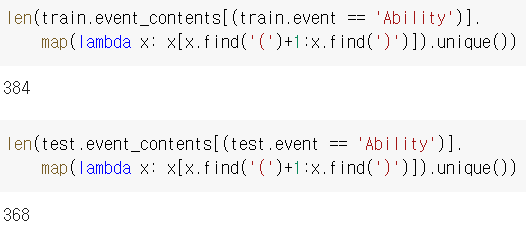 len(train.event_contents[(train.event == 'Ability')].
map(lambda x: x[x.find('(')+1:x.find(')')]).unique())
384
len(test.event_contents[(test.event == 'Ability')].
map(lambda x: x[x.find('(')+1:x.find(')')]).unique())
368